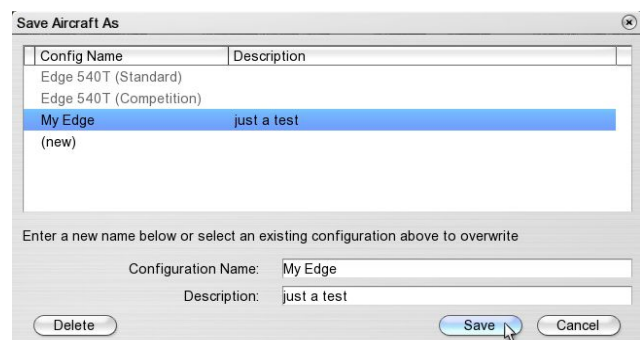 Save Aircraft As
Config Name Description
Edge 540T (Standard)
Edge 540T (Competition)
My Edge just a test
(new)
Enter a new name below or select an existing configuration above to overwrite
Configuration Name: My Edge
Description: just a test
Delete Save Cancel